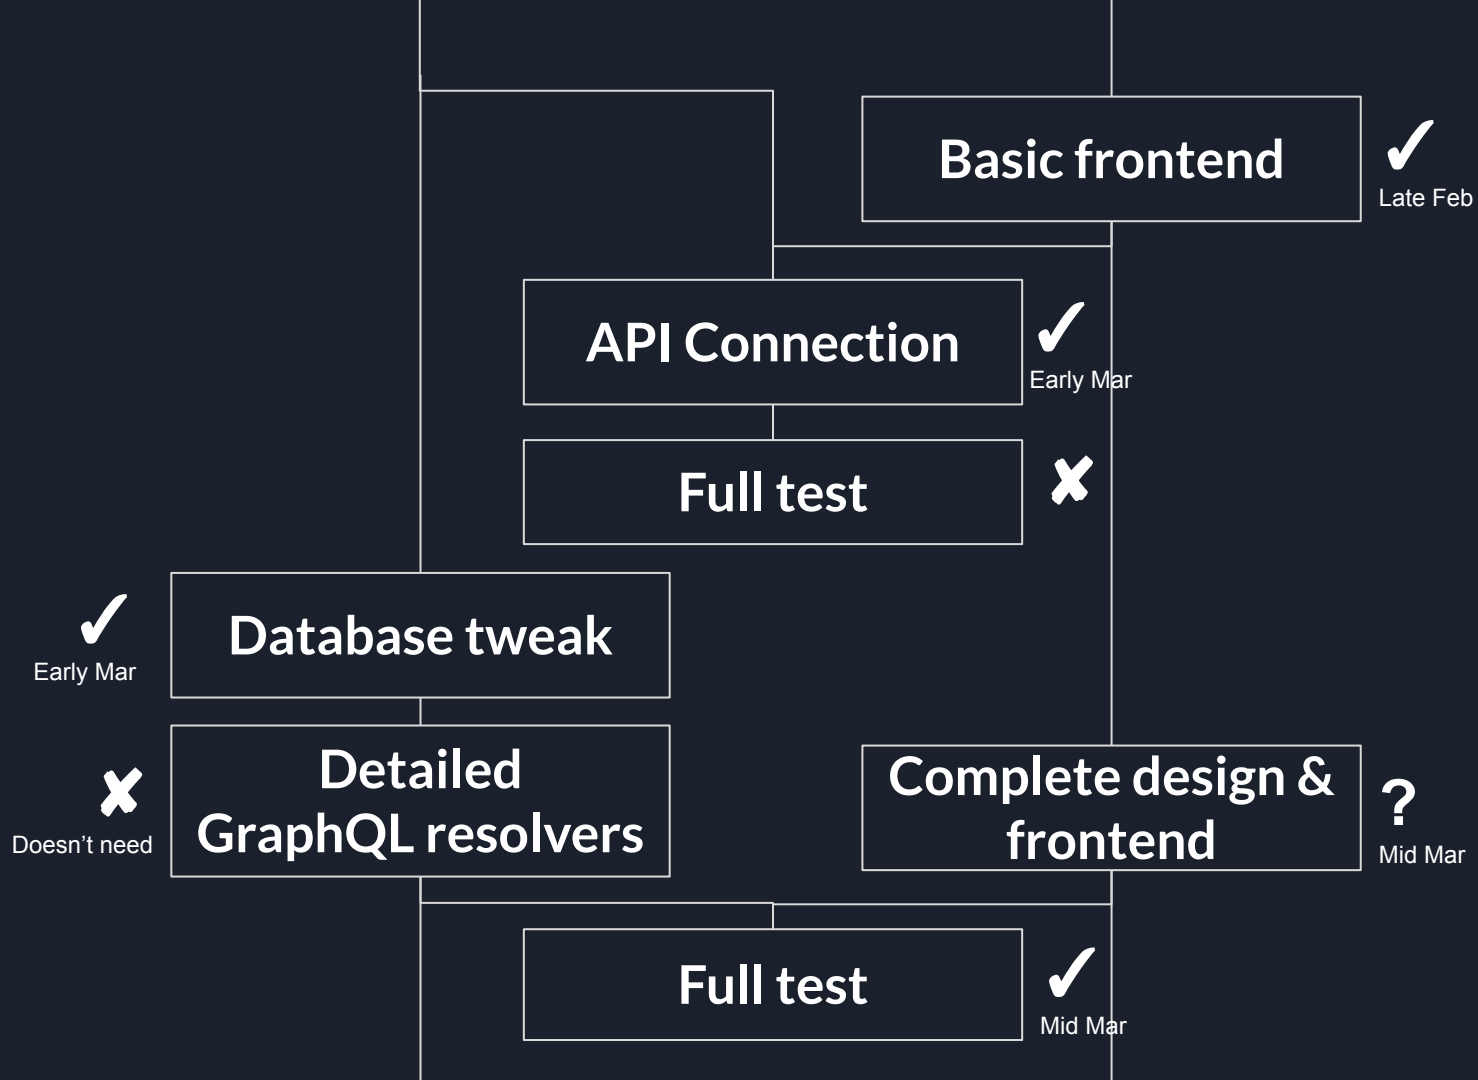 Basic frontend
✓
Late Feb
API Connection
✓
Early Mar
Full test
✘
Database tweak
✓
Early Mar
Detailed
GraphQL resolvers
✘
Doesn’t need
Complete design &
frontend
?
Mid Mar
Full test
✓
Mid Mar